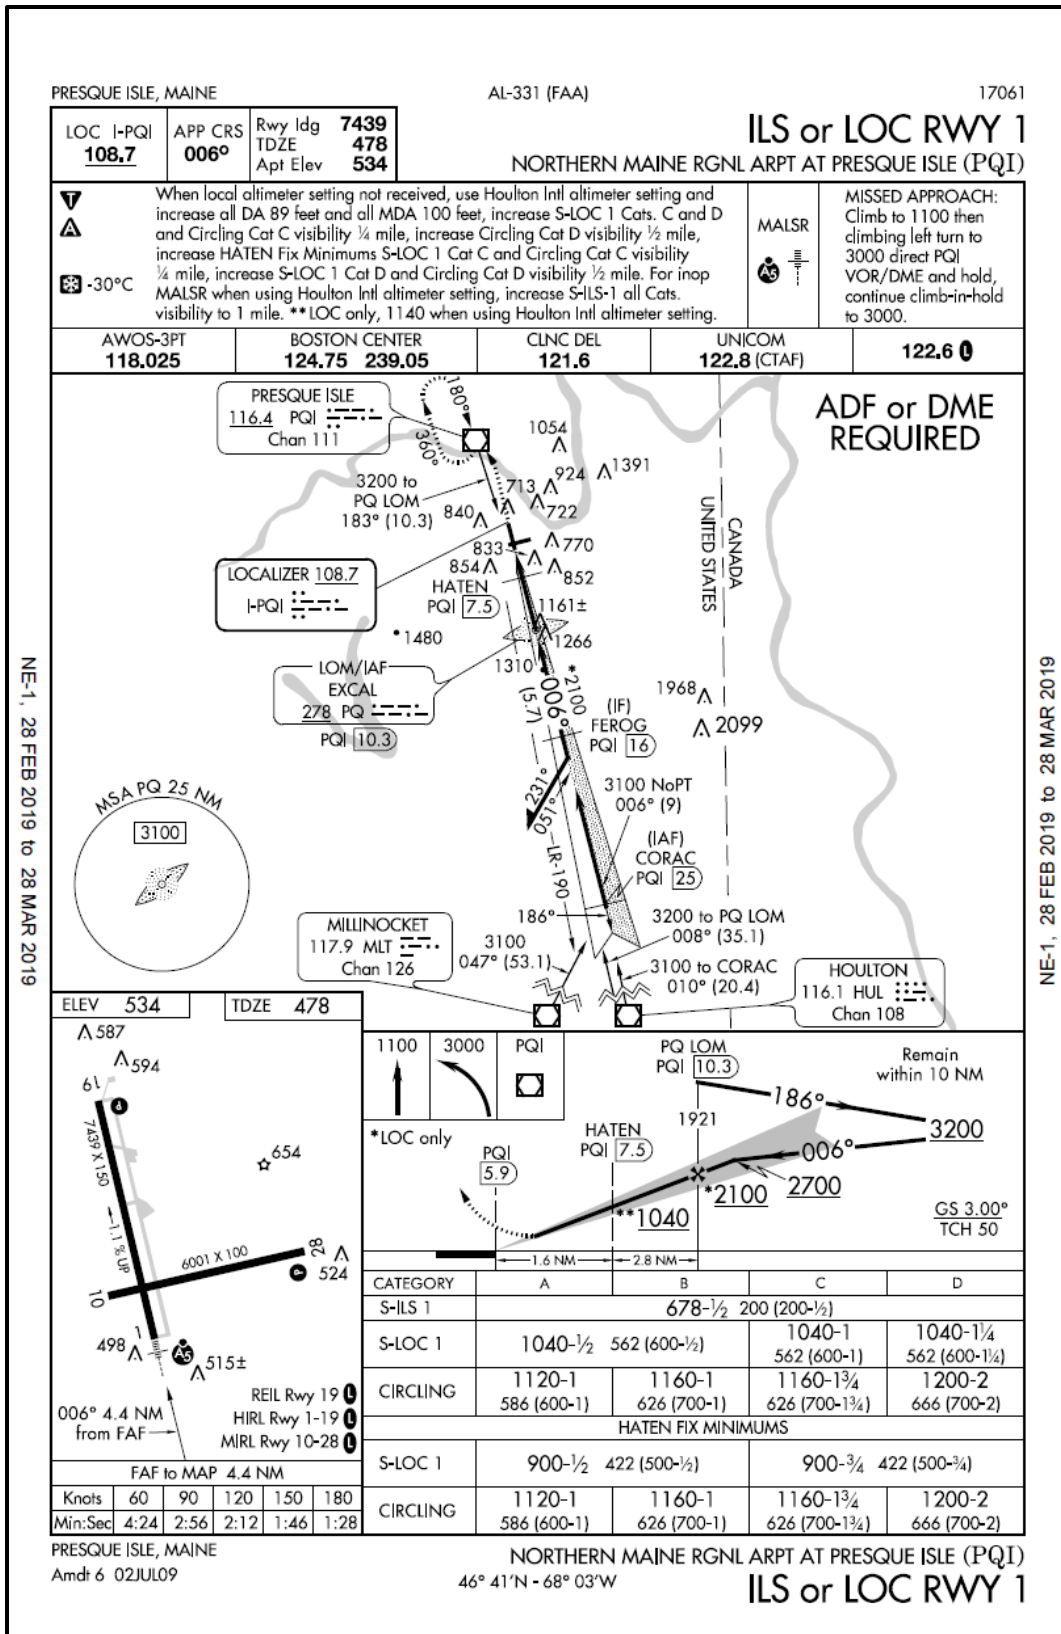 PRESQUE ISLE, MAINE
AL-331 (FAA)
17061
LOC I-PQI
108.7
APP CRS
006°
Rwy ldg 7439
TDZE 478
Apt Elev 534
ILS or LOC RWY 1
NORTHERN MAINE RGNL ARPT AT PRESQUE ISLE (PQI)
T
A
-30°C
When local altimeter setting not received, use Houlton Intl altimeter setting and
increase all DA 89 feet and all MDA 100 feet, increase S-LOC 1 Cats. C and D
and Circling Cat C visibility ¼ mile, increase Circling Cat D visibility ½ mile,
increase HATEN Fix Minimums S-LOC 1 Cat C and Circling Cat C visibility
¼ mile, increase S-LOC 1 Cat D and Circling Cat D visibility ½ mile. For inop
MALSR when using Houlton Intl altimeter setting, increase S-ILS-1 all Cats.
visibility to 1 mile. **LOC only, 1140 when using Houlton Intl altimeter setting.
MALSR
A5
MISSED APPROACH:
Climb to 1100 then
climbing left turn to
3000 direct PQI
VOR/DME and hold,
continue climb-in-hold
to 3000.
AWOS-3PT
118.025
BOSTON CENTER
124.75 239.05
CLNC DEL
121.6
UNICOM
122.8 (CTAF)
122.6 L
ADF or DME
REQUIRED
PRESQUE ISLE
116.4 PQI
Chan 111
180°
360°
1054
924
1391
713
722
840
3200 to
PQ LOM
183° (10.3)
833
770
854
852
LOCALIZER 108.7
I-PQI
HATEN
PQI 7.5
1161±
1266
1480
1310
LOM/IAF
EXCAL
278 PQ
PQI 10.3
006°
(5.7)
*2100
(IF)
FEROG
PQI 16
1968
2099
CANADA
UNITED STATES
231°
051°
3100 NoPT
006° (9)
(IAF)
CORAC
PQI 25
LR-190
186°
3200 to PQ LOM
008° (35.1)
3100 to CORAC
010° (20.4)
MILLINOCKET
117.9 MLT
Chan 126
3100
047° (53.1)
HOULTON
116.1 HUL
Chan 108
MSA PQ 25 NM
3100
NE-1, 28 FEB 2019 to 28 MAR 2019
NE-1, 28 FEB 2019 to 28 MAR 2019
ELEV 534
TDZE 478
587
594
19
P
7439 X 150
654
1.1% UP
6001 X 100
28
P
524
10
1
498
A5
515±
006° 4.4 NM
from FAF
REIL Rwy 19 L
HIRL Rwy 1-19 L
MIRL Rwy 10-28 L
FAF to MAP 4.4 NM
Knots 60 90 120 150 180
Min:Sec 4:24 2:56 2:12 1:46 1:28
1100
3000
PQI
*LOC only
PQI
5.9
HATEN
PQI 7.5
PQ LOM
PQI 10.3
1921
Remain
within 10 NM
186°
3200
006°
2700
*2100
**1040
GS 3.00°
TCH 50
1.6 NM
2.8 NM
CATEGORY A B C D
S-ILS 1 678-½ 200 (200-½)
S-LOC 1 1040-½ 562 (600-½) 1040-1 562 (600-1) 1040-1¼ 562 (600-1¼)
CIRCLING 1120-1 586 (600-1) 1160-1 626 (700-1) 1160-1¾ 626 (700-1¾) 1200-2 666 (700-2)
HATEN FIX MINIMUMS
S-LOC 1 900-½ 422 (500-½) 900-¾ 422 (500-¾)
CIRCLING 1120-1 586 (600-1) 1160-1 626 (700-1) 1160-1¾ 626 (700-1¾) 1200-2 666 (700-2)
PRESQUE ISLE, MAINE
Amdt 6 02JUL09
46° 41'N - 68° 03'W
NORTHERN MAINE RGNL ARPT AT PRESQUE ISLE (PQI)
ILS or LOC RWY 1